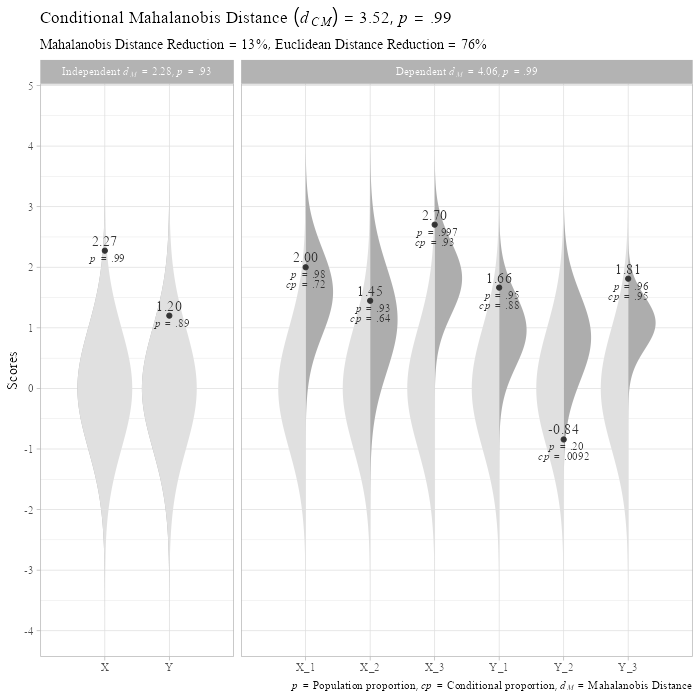 Conditional Mahalanobis Distance (d_CM) = 3.52, p = .99
Mahalanobis Distance Reduction = 13%, Euclidean Distance Reduction = 76%
Independent d_M = 2.28, p = .93
Dependent d_M = 4.06, p = .99
5
4
3
2
1
0
-1
-2
-3
-4
Scores
2.27
p = .99
1.20
p = .89
2.00
p = .98
cp = .72
1.45
p = .93
cp = .64
2.70
p = .997
cp = .93
1.66
p = .95
cp = .88
-0.84
p = .20
cp = .0092
1.81
p = .96
cp = .95
X
Y
X_1
X_2
X_3
Y_1
Y_2
Y_3
p = Population proportion, cp = Conditional proportion, d_M = Mahalanobis Distance